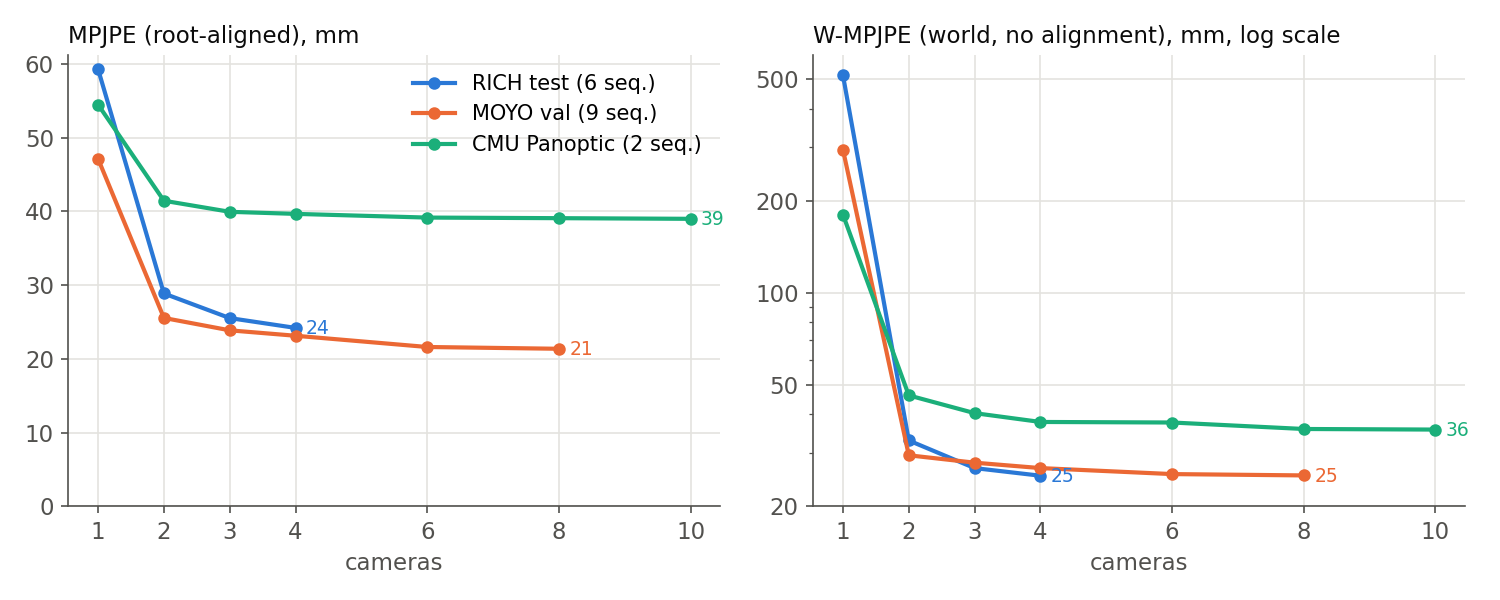 MPJPE (root-aligned), mm
60
50
40
30
20
10
0
RICH test (6 seq.)
MOYO val (9 seq.)
CMU Panoptic (2 seq.)
39
24
21
1 2 3 4 6 8 10
cameras
W-MPJPE (world, no alignment), mm, log scale
500
200
100
50
20
36
25
25
1 2 3 4 6 8 10
cameras